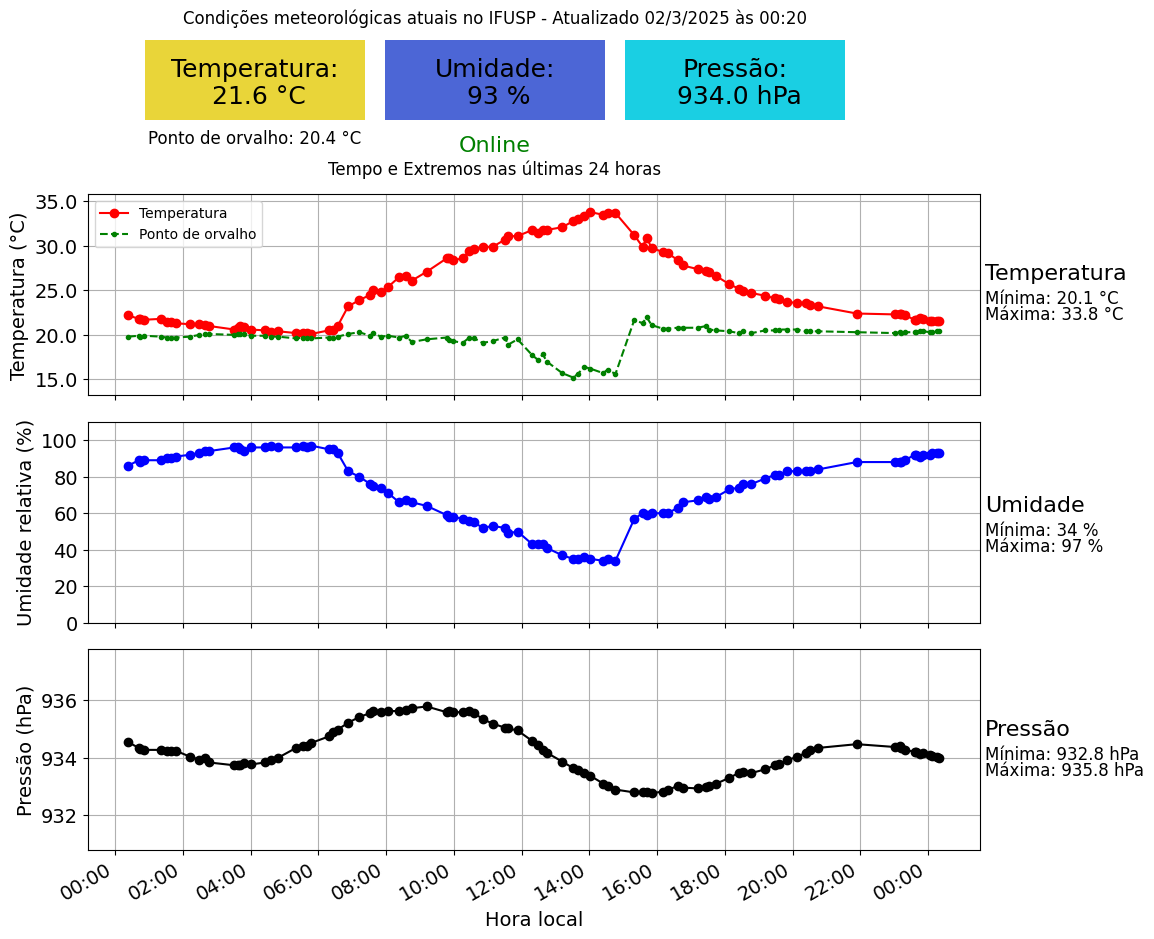 Condições meteorológicas atuais no IFUSP - Atualizado 02/3/2025 às 00:20
Temperatura:
21.6 °C
Umidade:
93 %
Pressão:
934.0 hPa
Ponto de orvalho: 20.4 °C
Online
Tempo e Extremos nas últimas 24 horas
Temperatura (°C)
35.0
30.0
25.0
20.0
15.0
Temperatura
Ponto de orvalho
Temperatura
Mínima: 20.1 °C
Máxima: 33.8 °C
Umidade relativa (%)
100
80
60
40
20
0
Umidade
Mínima: 34 %
Máxima: 97 %
Pressão (hPa)
936
934
932
Pressão
Mínima: 932.8 hPa
Máxima: 935.8 hPa
00:00 02:00 04:00 06:00 08:00 10:00 12:00 14:00 16:00 18:00 20:00 22:00 00:00
Hora local